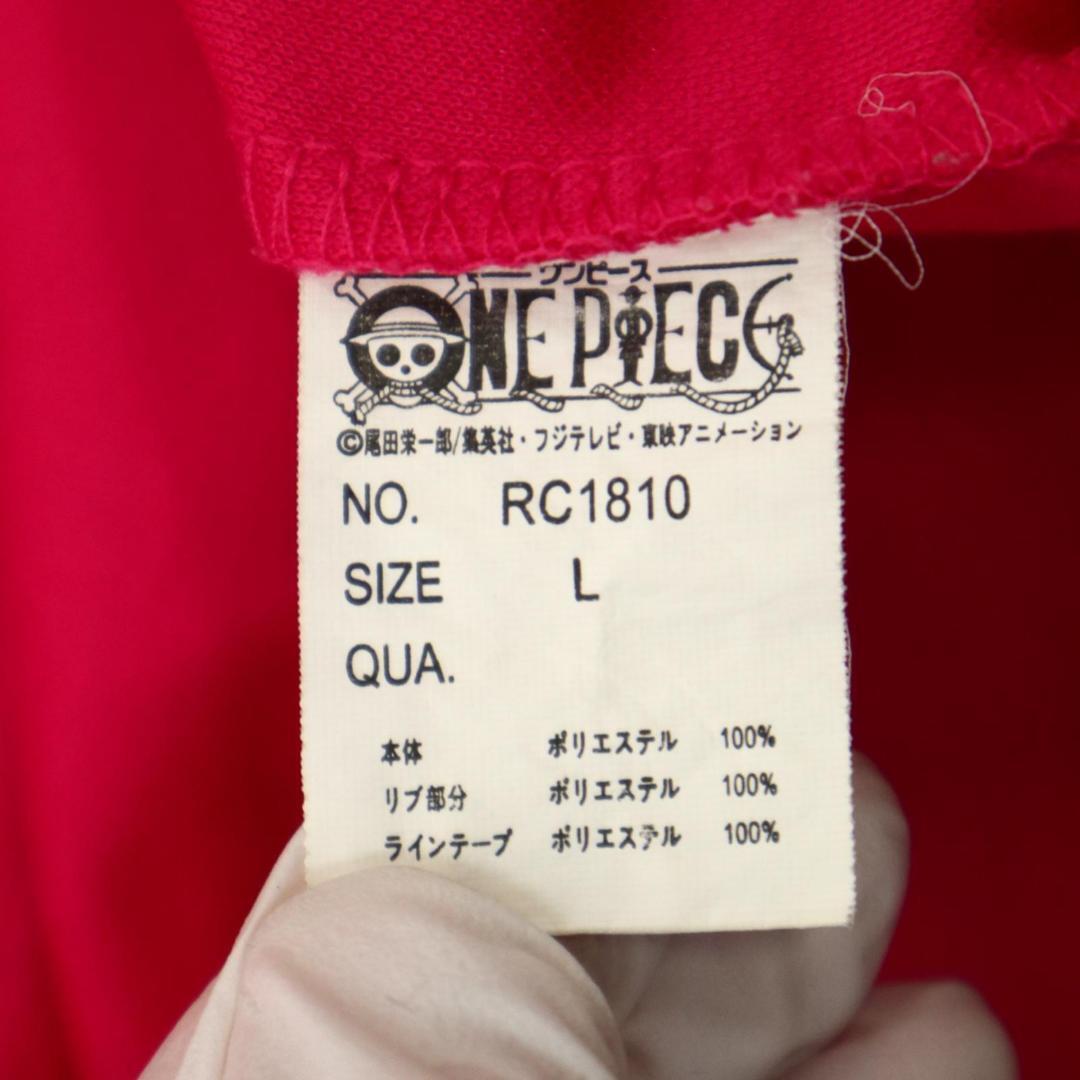 ワンピース
ONE PIECE
©尾田栄一郎/集英社・フジテレビ・東映アニメーション
NO. RC1810
SIZE L
QUA.
本体 ポリエステル 100%
リブ部分 ポリエステル 100%
ラインテープ ポリエステル 100%